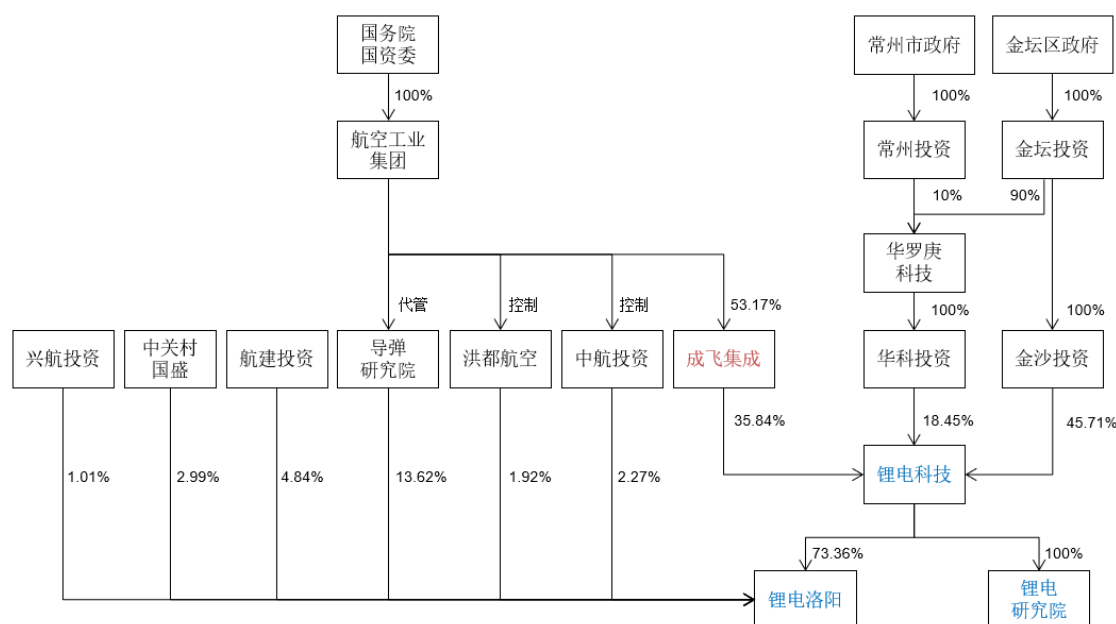 国务院
国资委
常州市政府
金坛区政府
100%
100%
100%
航空工业
集团
常州投资
金坛投资
10%
90%
华罗庚
科技
代管
控制
控制
53.17%
100%
100%
兴航投资
中关村
国盛
航建投资
导弹
研究院
洪都航空
中航投资
成飞集成
华科投资
金沙投资
35.84%
18.45%
45.71%
1.01%
2.99%
4.84%
13.62%
1.92%
2.27%
锂电科技
73.36%
100%
锂电洛阳
锂电
研究院